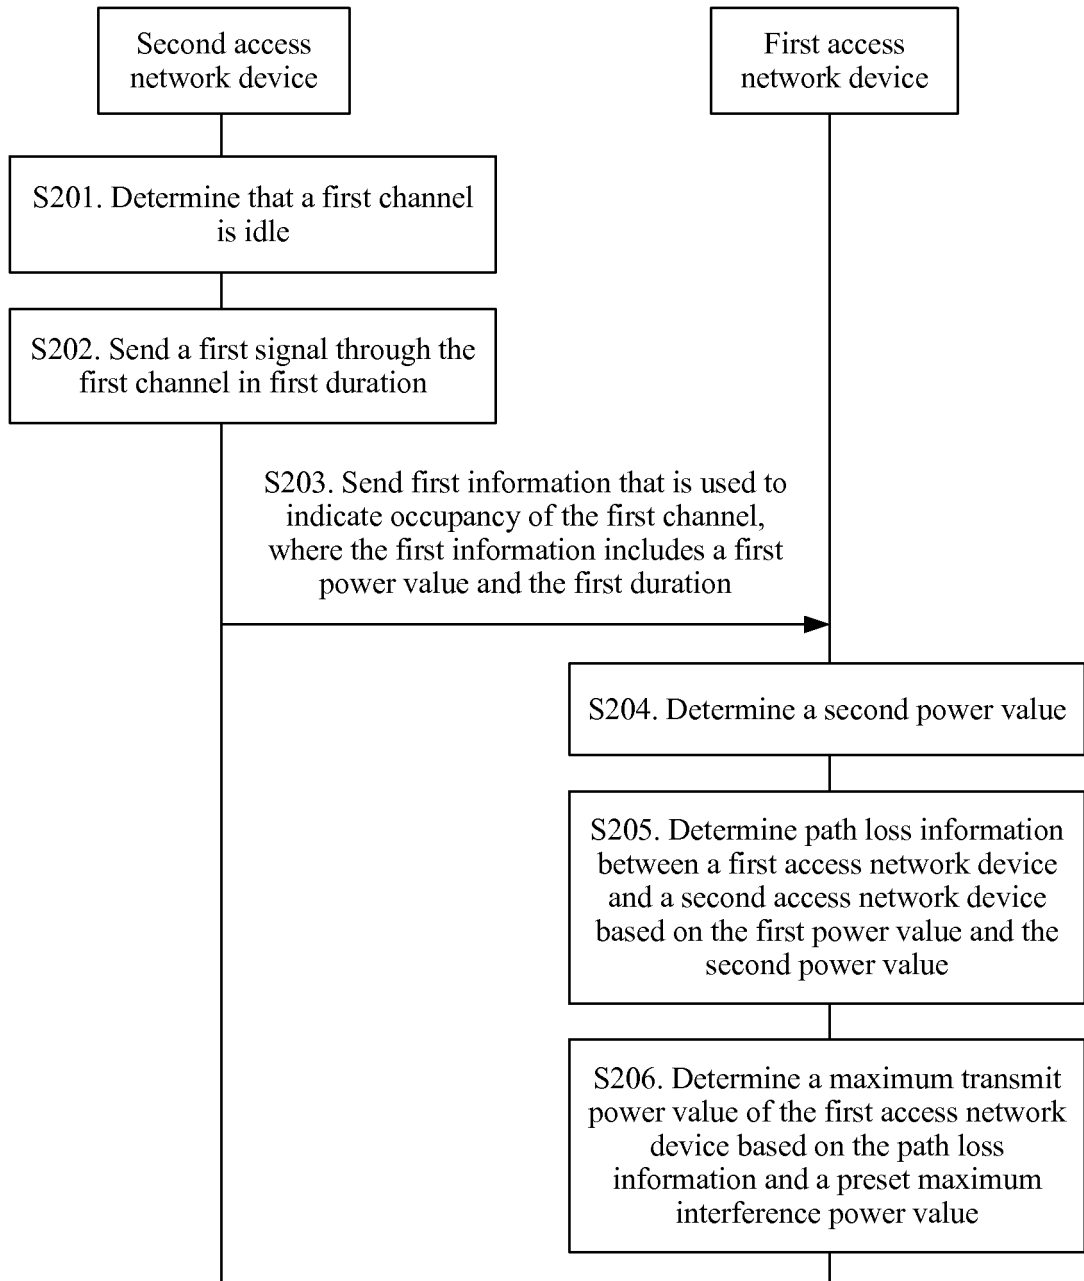 Second access
network device
First access
network device
S201. Determine that a first channel
is idle
S202. Send a first signal through the
first channel in first duration
S203. Send first information that is used to
indicate occupancy of the first channel,
where the first information includes a first
power value and the first duration
S204. Determine a second power value
S205. Determine path loss information
between a first access network device
and a second access network device
based on the first power value and the
second power value
S206. Determine a maximum transmit
power value of the first access network
device based on the path loss
information and a preset maximum
interference power value